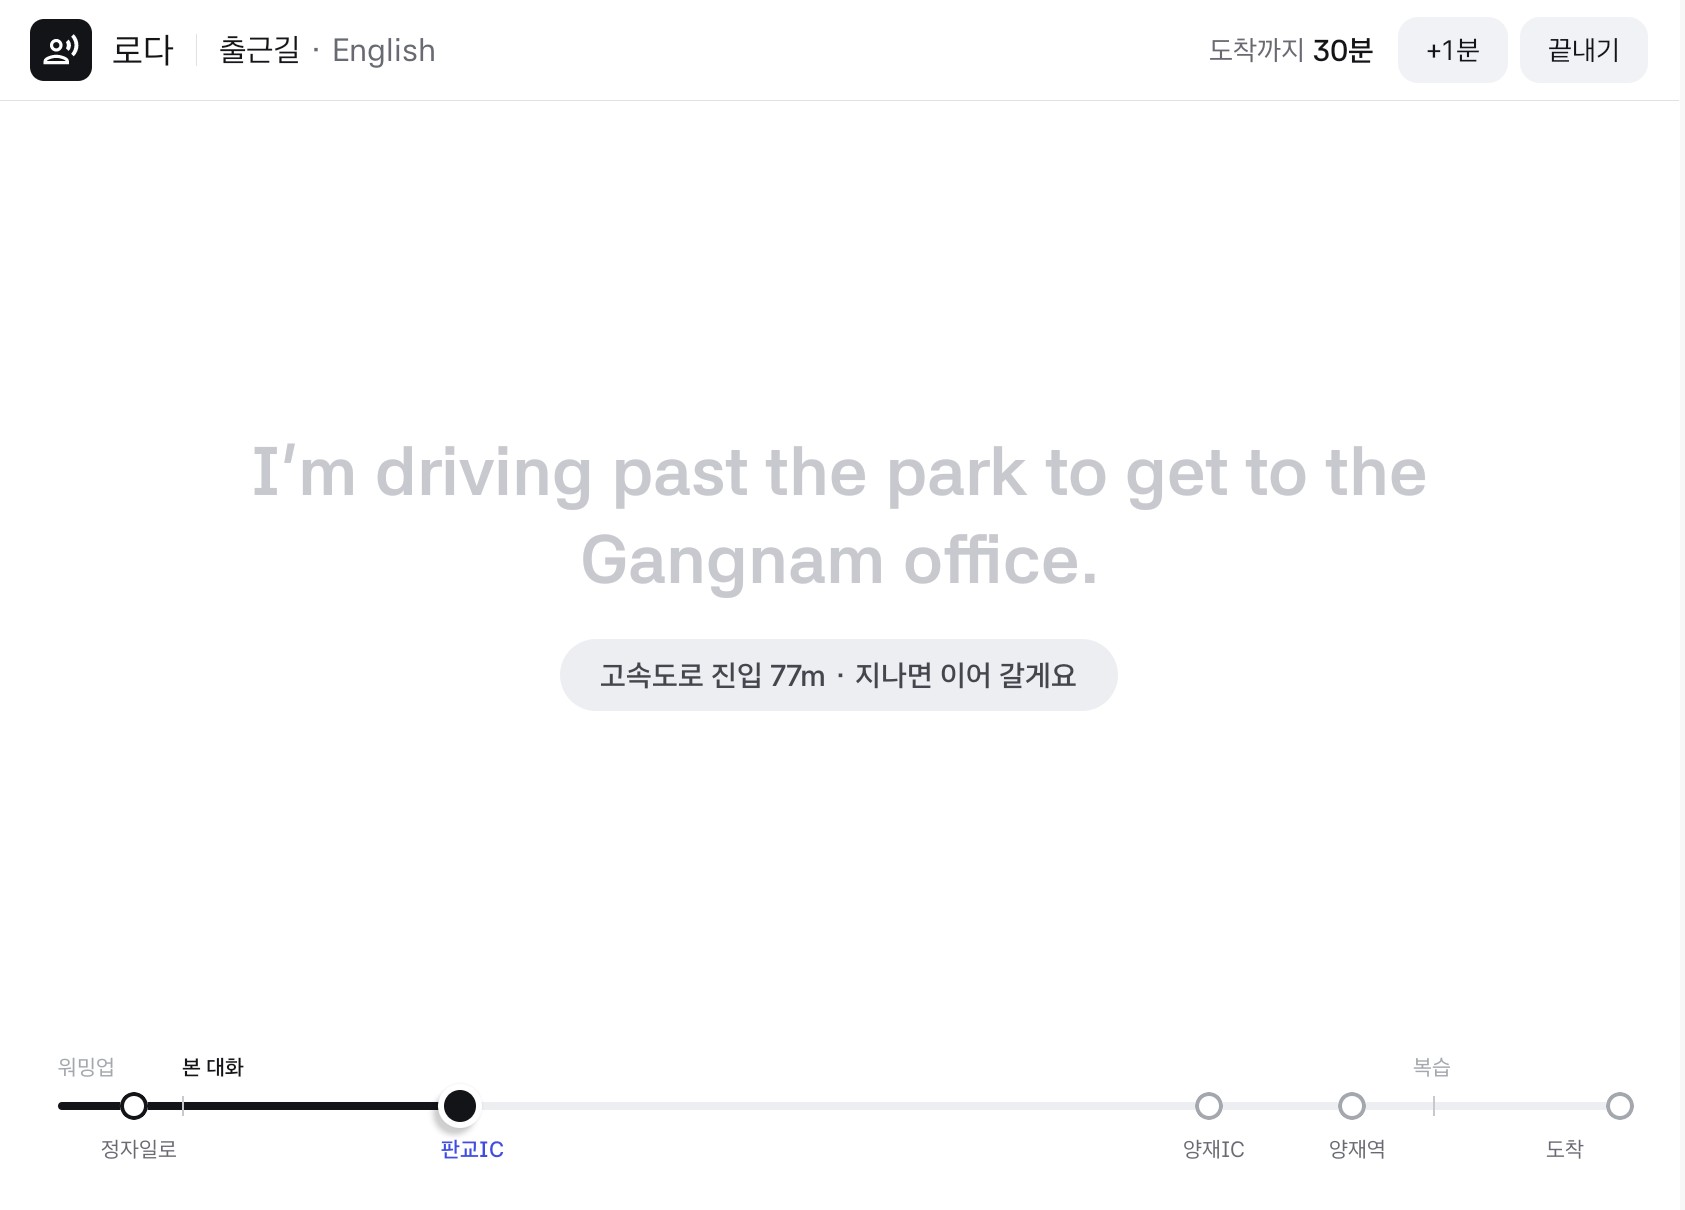 로다 출근길 · English 도착까지 30분 +1분 끝내기
I’m driving past the park to get to the
Gangnam office.
고속도로 진입 77m · 지나면 이어 갈게요
워밍업 본 대화 복습
정자일로 판교IC 양재IC 양재역 도착